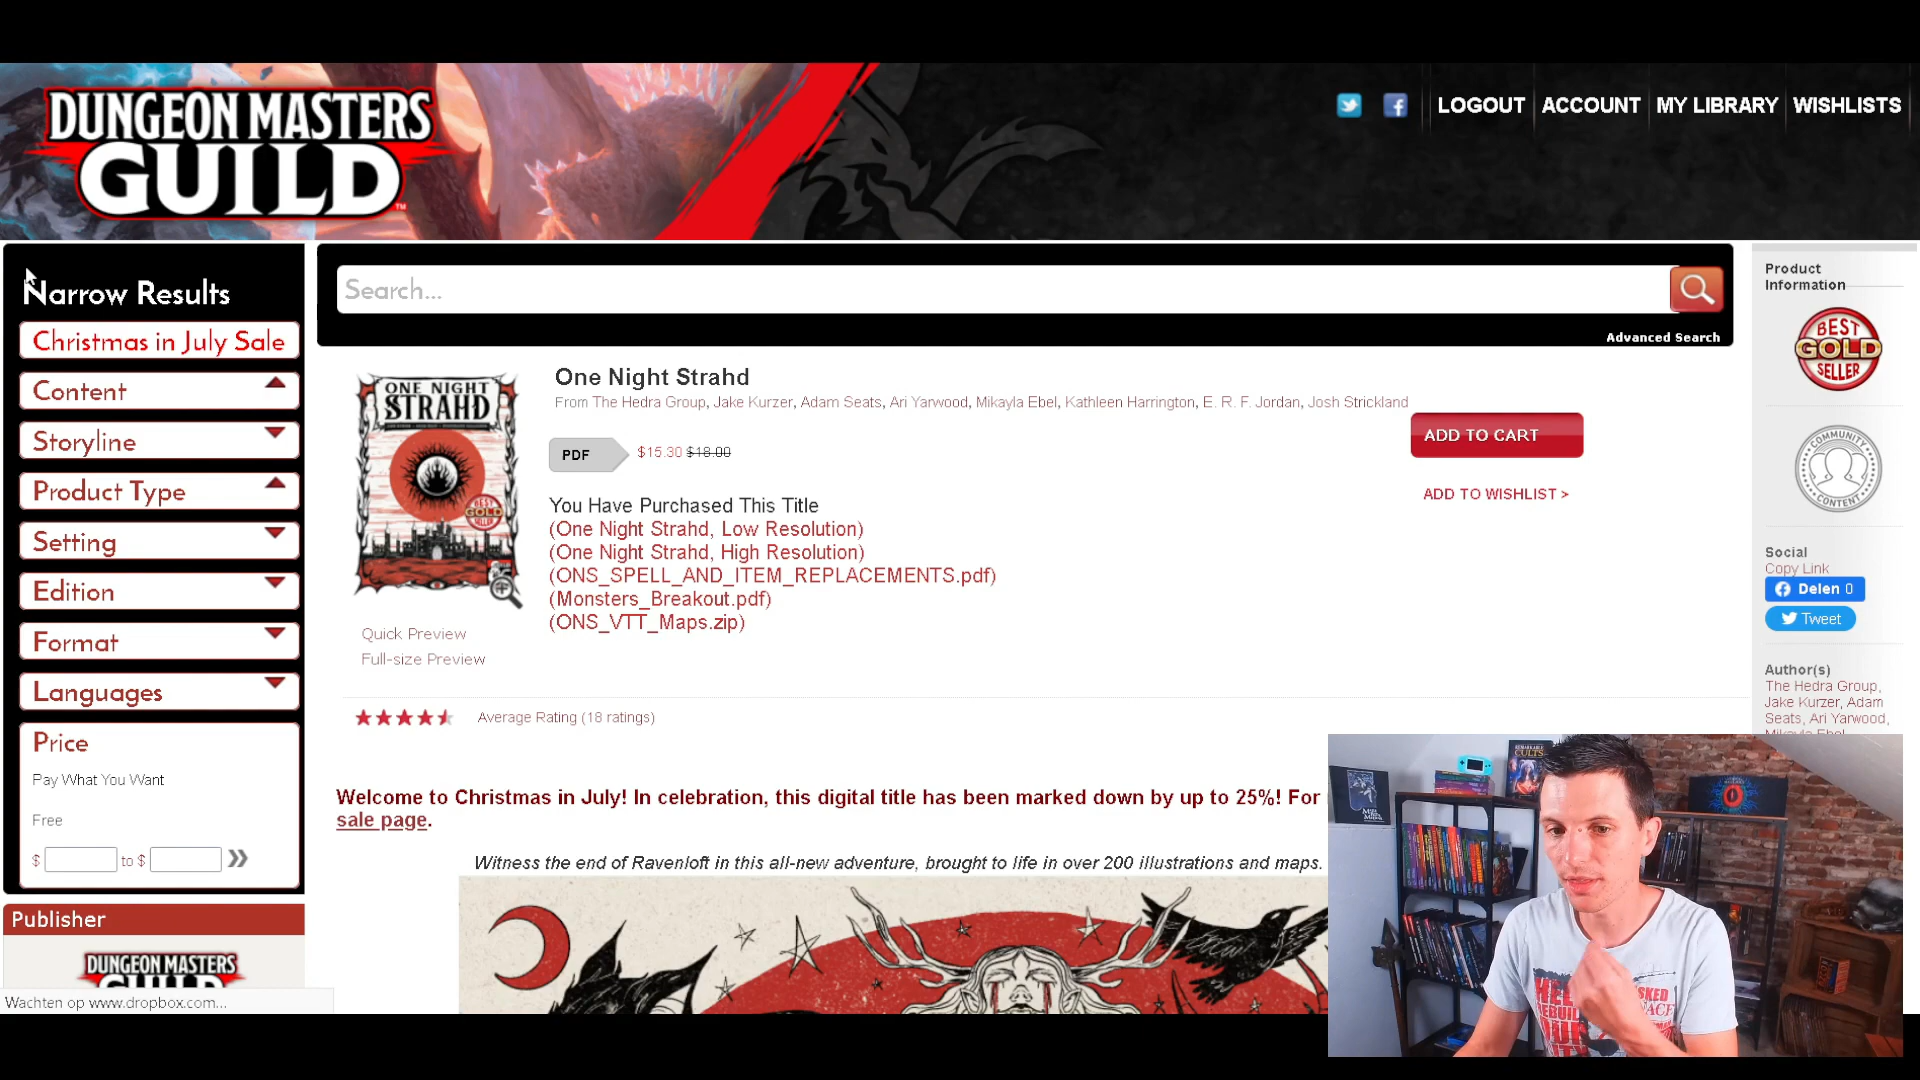 DUNGEON MASTERS
GUILD
LOGOUT ACCOUNT MY LIBRARY WISHLISTS
Narrow Results
Christmas in July Sale
Content
Storyline
Product Type
Setting
Edition
Format
Languages
Price
Pay What You Want
Free
$ to $
Publisher
DUNGEON MASTERS
Wachten op www.dropbox.com...
Search...
Advanced Search
ONE NIGHT
STRAHD
BEST
GOLD
One Night Strahd
From The Hedra Group, Jake Kurzer, Adam Seats, Ari Yarwood, Mikayla Ebel, Kathleen Harrington, E. R. F. Jordan, Josh Strickland
PDF $15.30 $18.00
ADD TO CART
ADD TO WISHLIST >
You Have Purchased This Title
(One Night Strahd, Low Resolution)
(One Night Strahd, High Resolution)
(ONS_SPELL_AND_ITEM_REPLACEMENTS.pdf)
(Monsters_Breakout.pdf)
(ONS_VTT_Maps.zip)
Quick Preview
Full-size Preview
Average Rating (18 ratings)
Welcome to Christmas in July! In celebration, this digital title has been marked down by up to 25%! For
sale page.
Witness the end of Ravenloft in this all-new adventure, brought to life in over 200 illustrations and maps.
Product
Information
BEST
GOLD
SELLER
COMMUNITY
CONTENT
Social
Copy Link
Delen 0
Tweet
Author(s)
The Hedra Group,
Jake Kurzer, Adam
Seats, Ari Yarwood,
Mikayla Ebel
REMARKABLE
CULTS